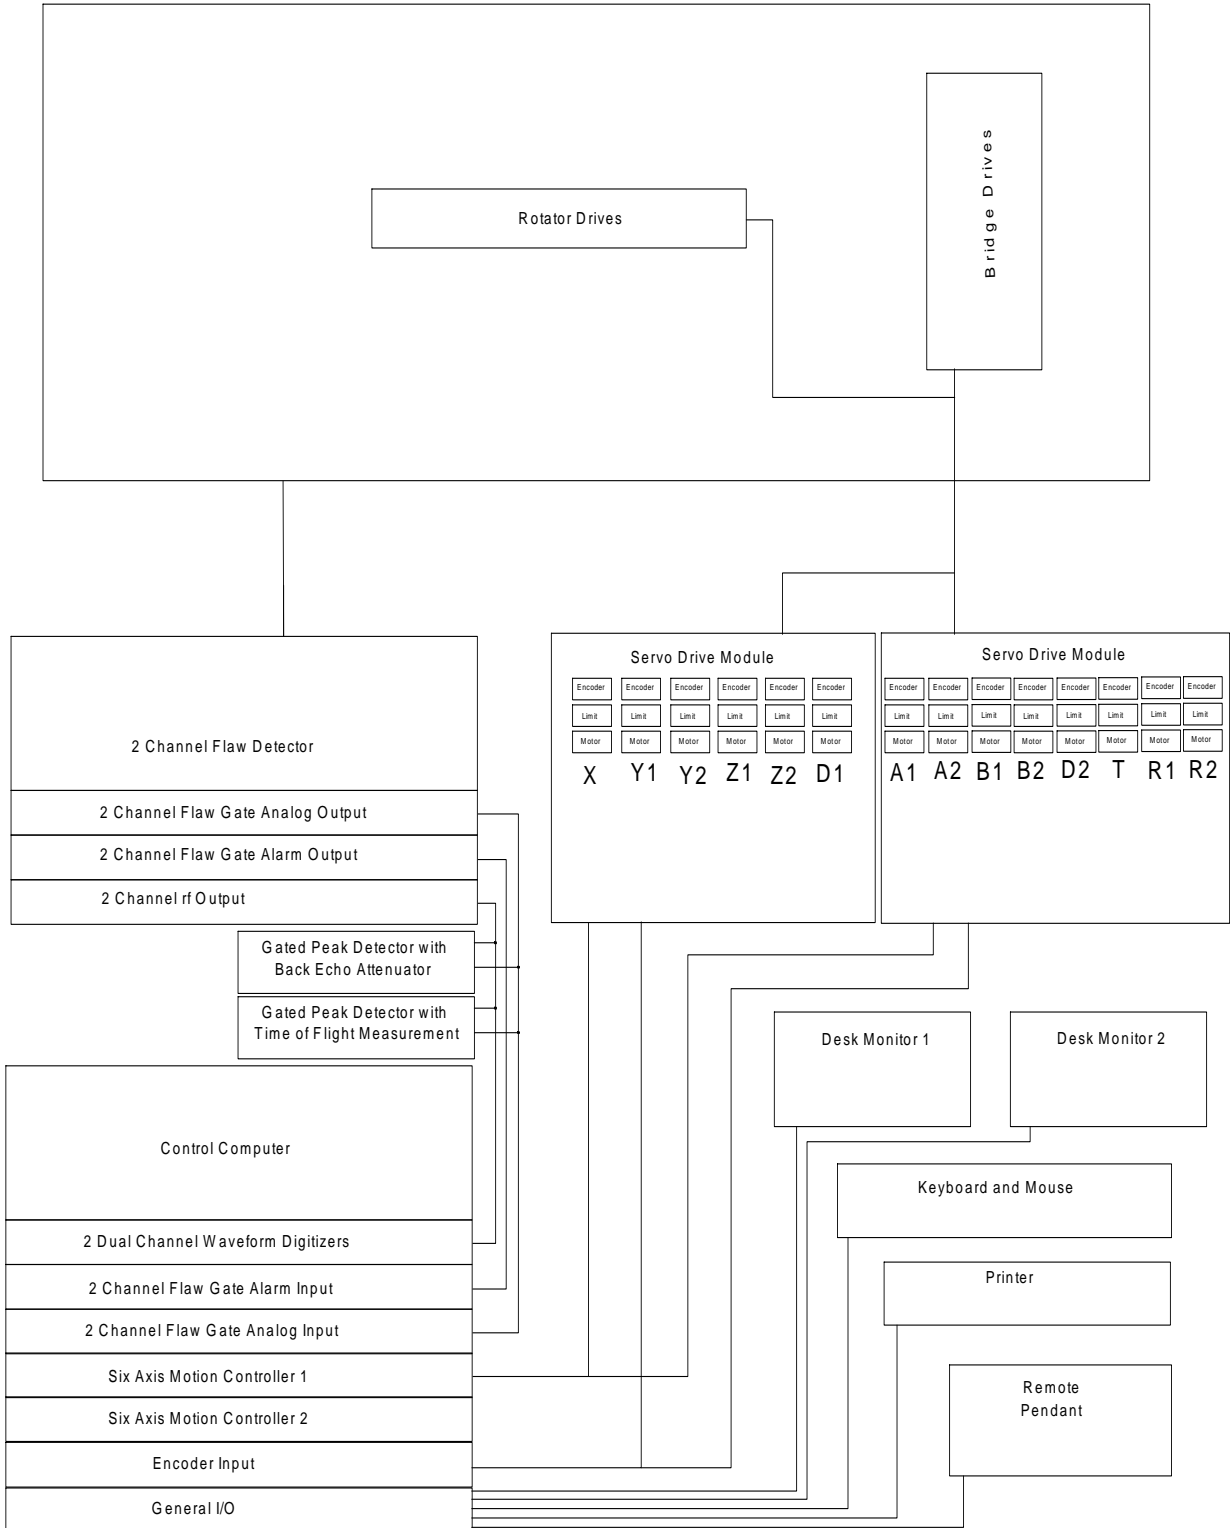 Bridge Drives
Rotator Drives
2 Channel Flaw Detector
2 Channel Flaw Gate Analog Output
2 Channel Flaw Gate Alarm Output
2 Channel rf Output
Gated Peak Detector with
Back Echo Attenuator
Gated Peak Detector with
Time of Flight Measurement
Servo Drive Module
Encoder Encoder Encoder Encoder Encoder Encoder
Limit Limit Limit Limit Limit Limit
Motor Motor Motor Motor Motor Motor
X Y1 Y2 Z1 Z2 D1
Servo Drive Module
Encoder Encoder Encoder Encoder Encoder Encoder Encoder Encoder
Limit Limit Limit Limit Limit Limit Limit Limit
Motor Motor Motor Motor Motor Motor Motor Motor
A1 A2 B1 B2 D2 T R1 R2
Control Computer
2 Dual Channel Waveform Digitizers
2 Channel Flaw Gate Alarm Input
2 Channel Flaw Gate Analog Input
Six Axis Motion Controller 1
Six Axis Motion Controller 2
Encoder Input
General I/O
Desk Monitor 1
Desk Monitor 2
Keyboard and Mouse
Printer
Remote
Pendant